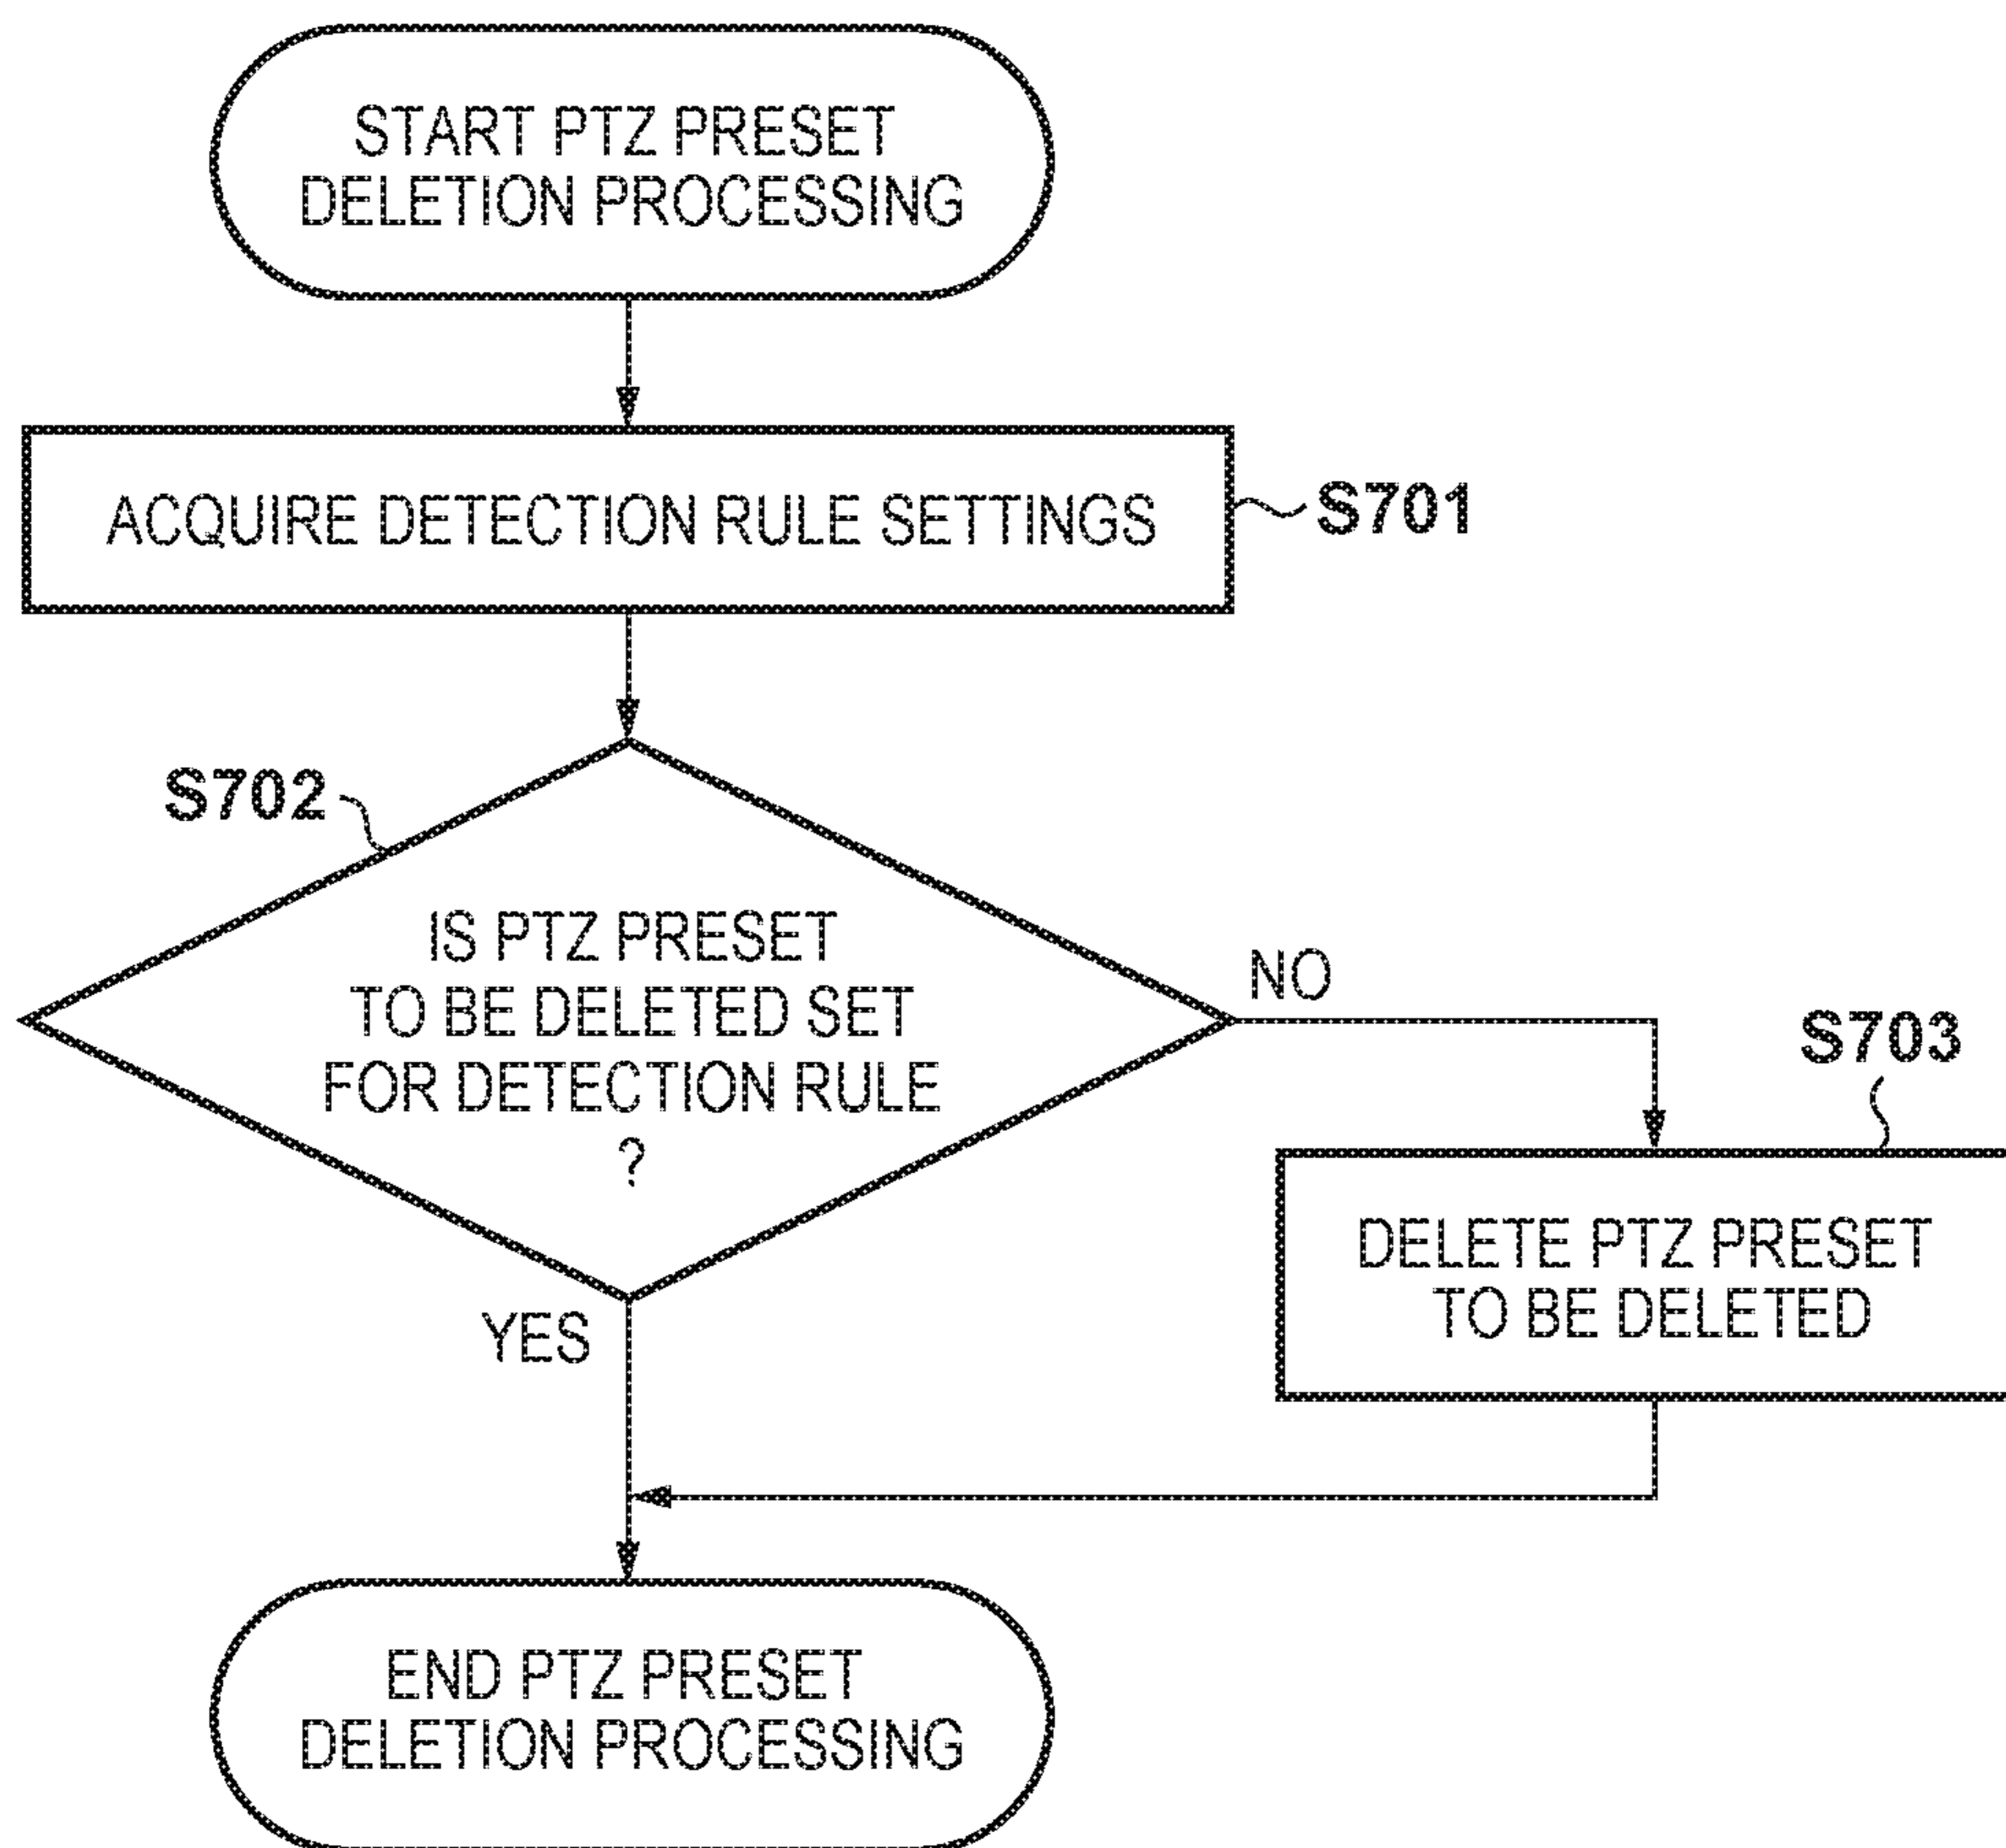 START PTZ PRESET
DELETION PROCESSING
ACQUIRE DETECTION RULE SETTINGS
S701
S702
IS PTZ PRESET
TO BE DELETED SET
FOR DETECTION RULE
?
NO
S703
DELETE PTZ PRESET
TO BE DELETED
YES
END PTZ PRESET
DELETION PROCESSING